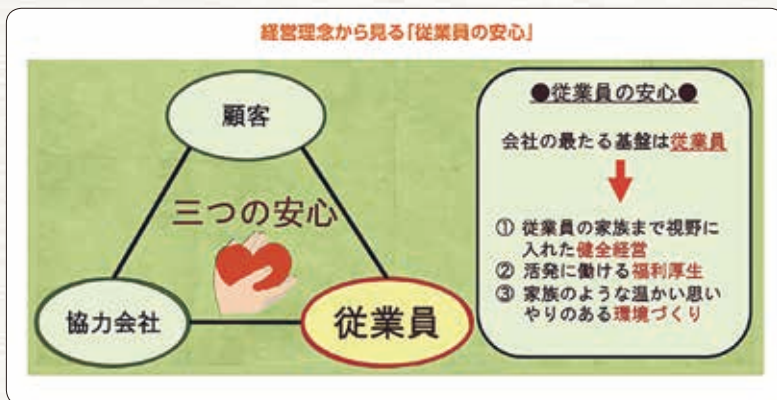 経営理念から見る「従業員の安心」
顧客
三つの安心
協力会社
従業員
●従業員の安心●
会社の最たる基盤は従業員
① 従業員の家族まで視野に
入れた健全経営
② 活発に働ける福利厚生
③ 家族のような温かい思い
やりのある環境づくり